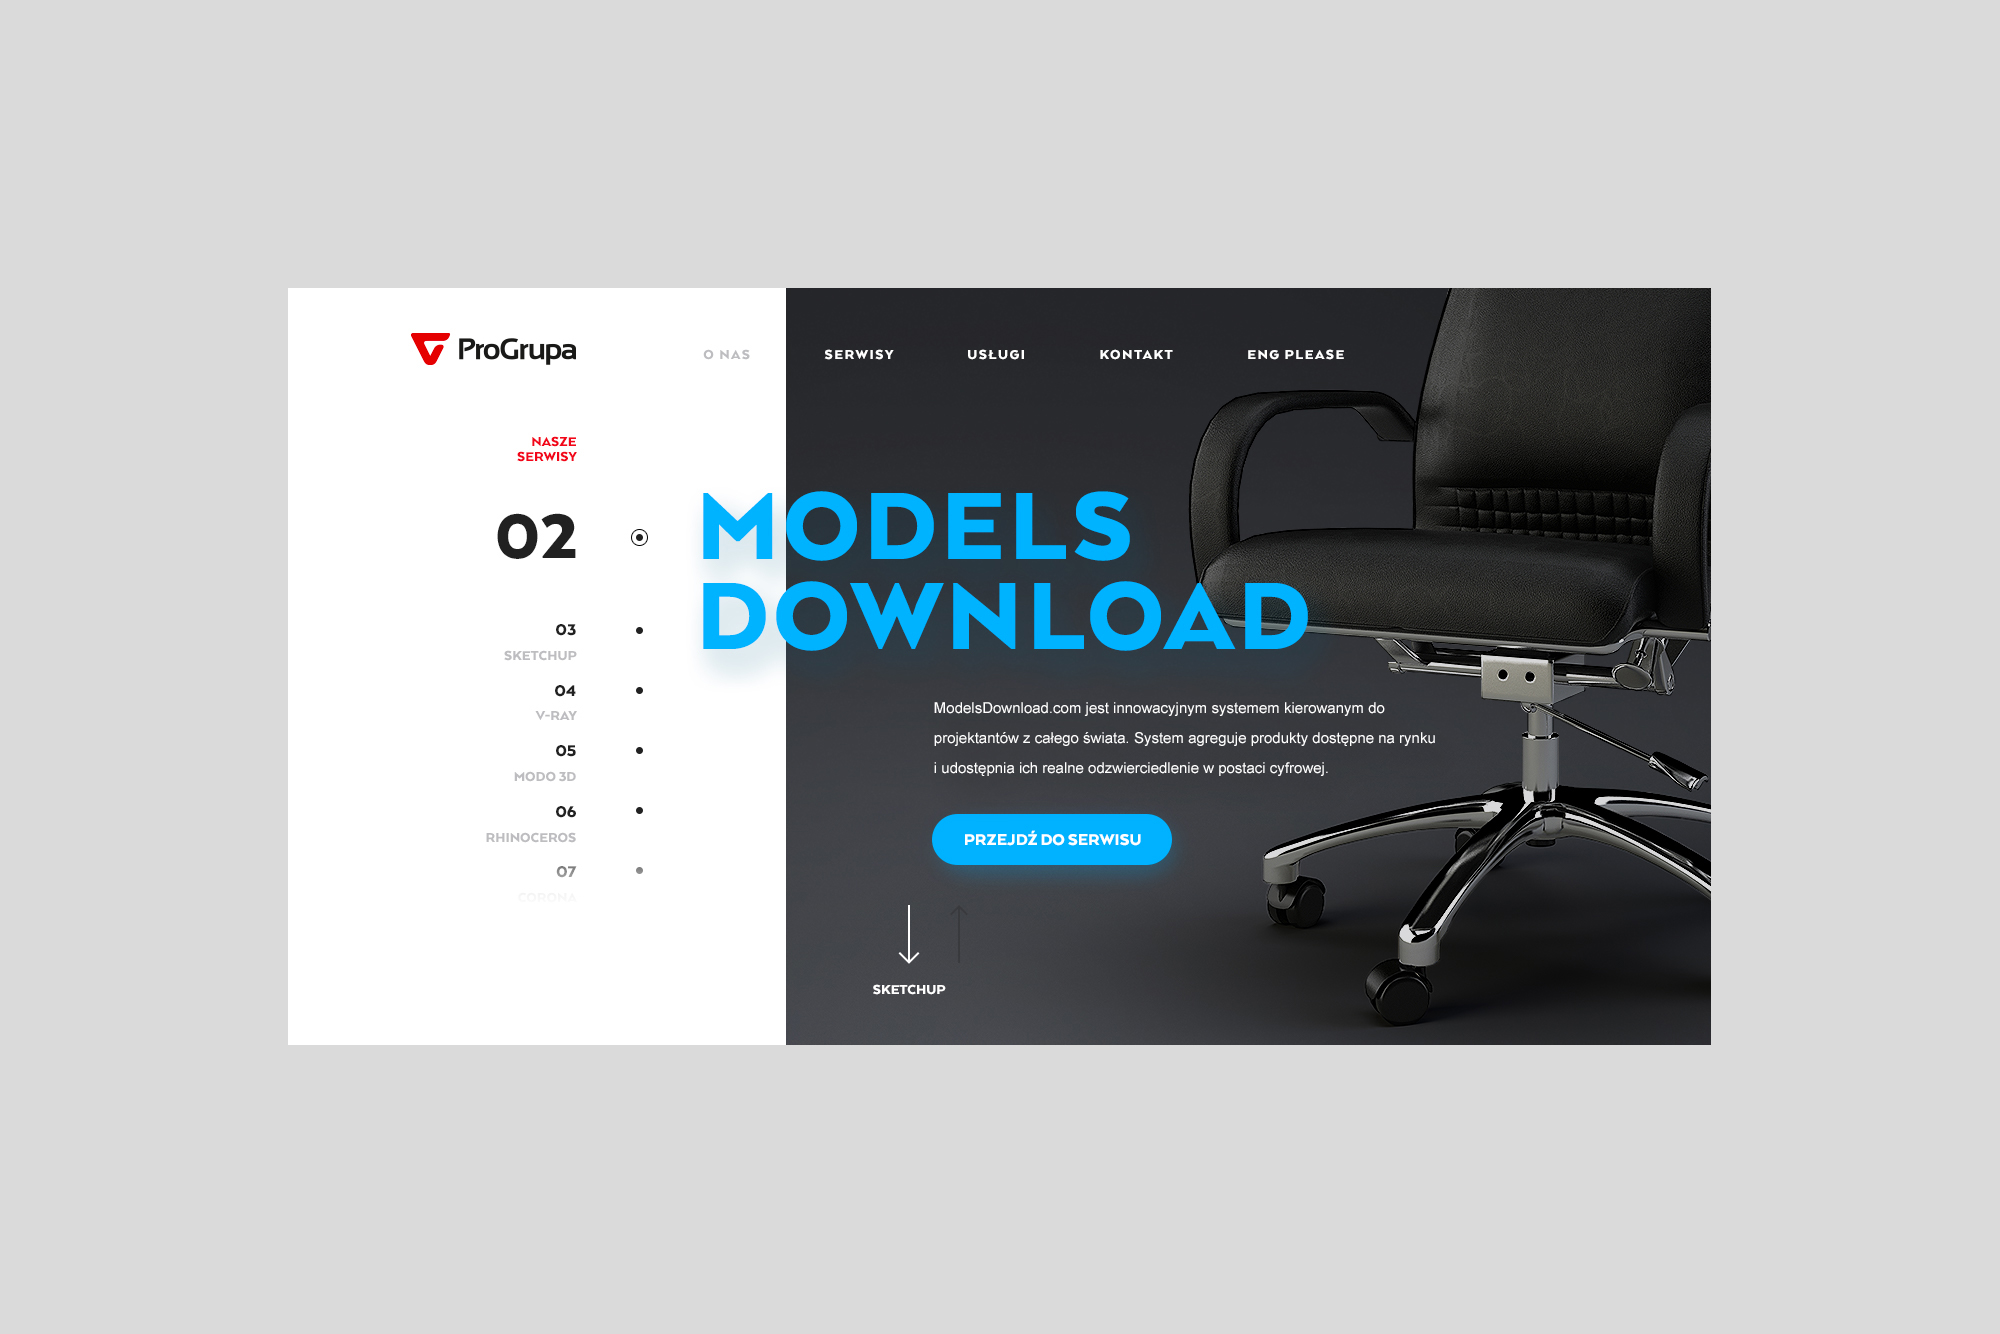 ProGrupa
O NAS
SERWISY
USŁUGI
KONTAKT
ENG PLEASE
NASZE
SERWISY
02
MODELS
DOWNLOAD
03
SKETCHUP
04
V-RAY
05
MODO 3D
06
RHINOCEROS
07
CORONA
ModelsDownload.com jest innowacyjnym systemem kierowanym do
projektantów z całego świata. System agreguje produkty dostępne na rynku
i udostępnia ich realne odzwierciedlenie w postaci cyfrowej.
PRZEJDŹ DO SERWISU
SKETCHUP